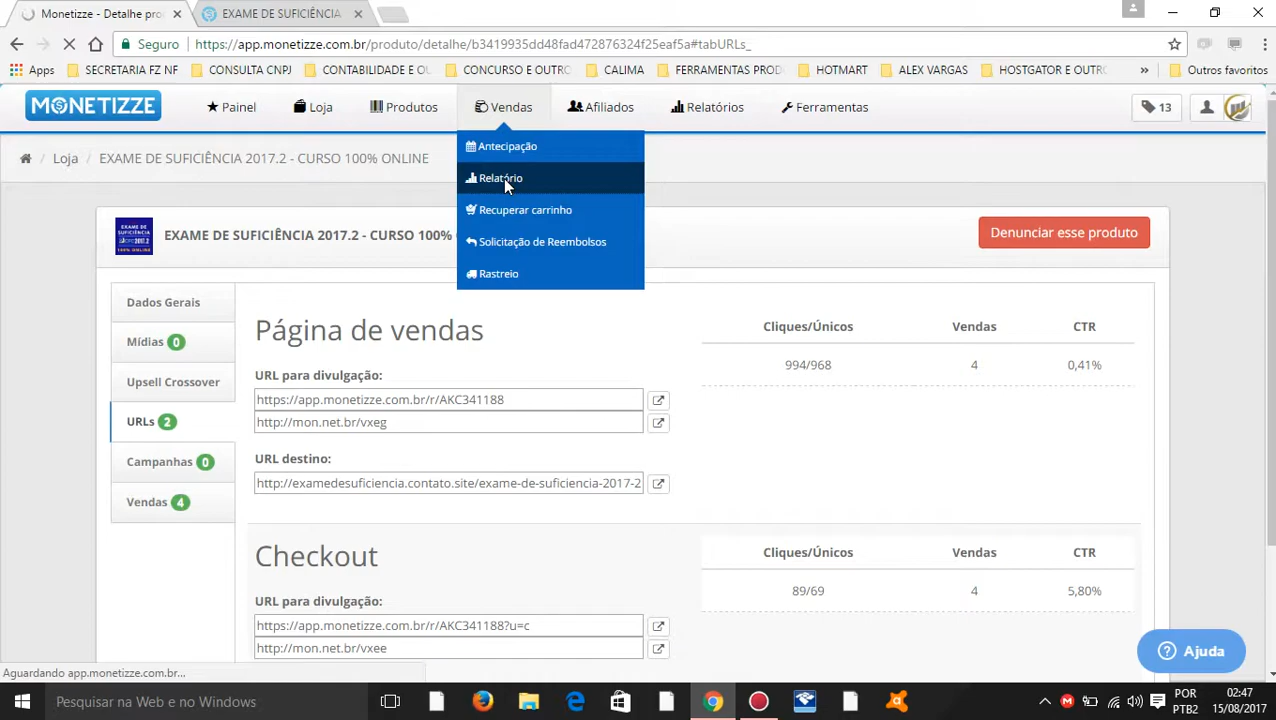 Monetizze - Detalhe pro
EXAME DE SUFICIÊNCIA
Seguro
https://app.monetizze.com.br/produto/detalhe/b3419935dd48fad472876324f25eaf5a#tabURLs_
Apps
SECRETARIA FZ NF
CONSULTA CNPJ
CONTABILIDADE E OU
CONCURSO E OUTRO
CALIMA
FERRAMENTAS PROD
HOTMART
ALEX VARGAS
HOSTGATOR E OUTRO
»
Outros favoritos
MONETIZZE
Painel
Loja
Produtos
Vendas
Afiliados
Relatórios
Ferramentas
13
Antecipação
Relatório
Recuperar carrinho
Solicitação de Reembolsos
Rastreio
Loja / EXAME DE SUFICIÊNCIA 2017.2 - CURSO 100% ONLINE
EXAME DE SUFICIÊNCIA 2017.2 - CURSO 100%
Denunciar esse produto
Dados Gerais
Mídias 0
Upsell Crossover
URLs 2
Campanhas 0
Vendas 4
Página de vendas
URL para divulgação:
https://app.monetizze.com.br/r/AKC341188
http://mon.net.br/vxeg
URL destino:
http://examedesuficiencia.contato.site/exame-de-suficiencia-2017-2
Cliques/Únicos Vendas CTR
994/968 4 0,41%
Checkout
URL para divulgação:
https://app.monetizze.com.br/r/AKC341188?u=c
http://mon.net.br/vxee
Cliques/Únicos Vendas CTR
89/69 4 5,80%
Ajuda
Aguardando app.monetizze.com.br...
Pesquisar na Web e no Windows
POR
PTB2
02:47
15/08/2017